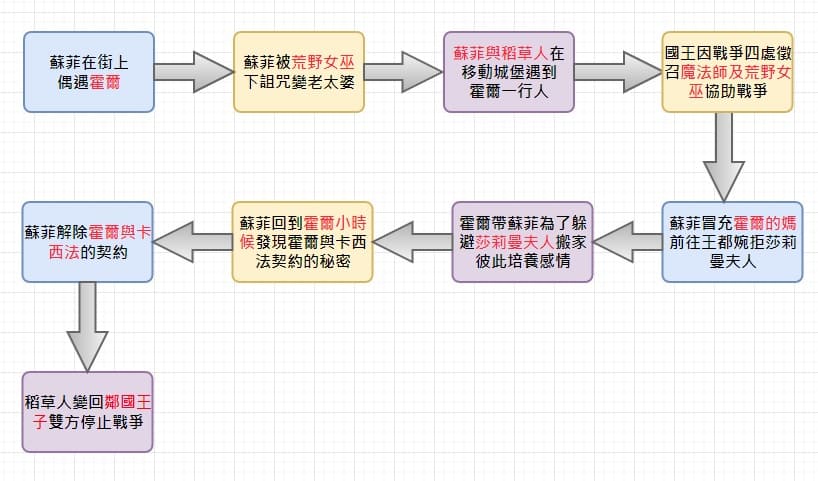 蘇菲在街上
偶遇霍爾
蘇菲被荒野女巫
下詛咒變老太婆
蘇菲與稻草人在
移動城堡遇到
霍爾一行人
國王因戰爭四處徵
召魔法師及荒野女
巫協助戰爭
蘇菲冒充霍爾的媽
前往王都婉拒莎莉
曼夫人
霍爾帶蘇菲為了躲
避莎莉曼夫人搬家
彼此培養感情
蘇菲回到霍爾小時
候發現霍爾與卡西
法契約的秘密
蘇菲解除霍爾與卡
西法的契約
稻草人變回鄰國王
子雙方停止戰爭